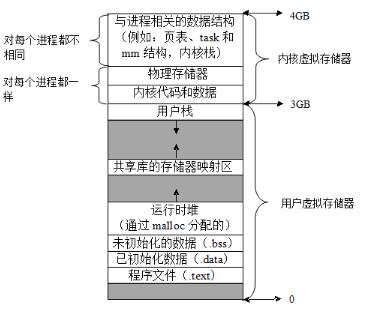 与进程相关的数据结构
（例如：页表、task 和
mm 结构，内核栈）
物理存储器
内核代码和数据
用户栈
共享库的存储器映射区
运行时堆
（通过 malloc 分配的）
未初始化的数据（.bss）
已初始化数据（.data）
程序文件（.text）
对每个进程都不
相同
对每个进程都一
样
4GB
内核虚拟存储器
3GB
用户虚拟存储器
0